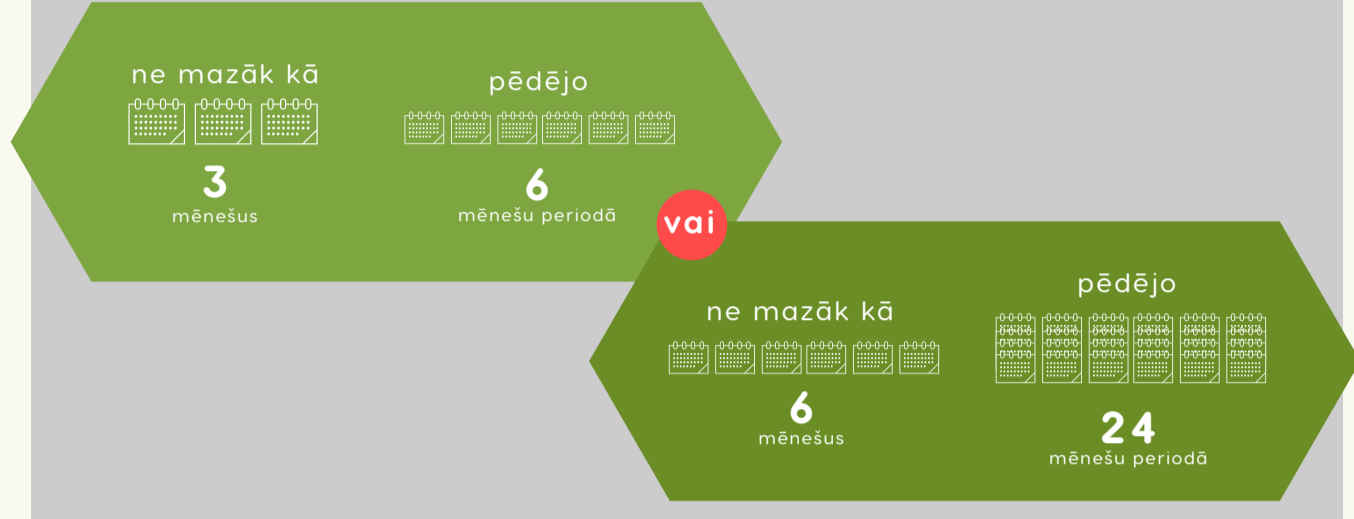 ne mazāk kā
3
mēnešus
pēdējo
6
mēnešu periodā
vai
ne mazāk kā
6
mēnešus
pēdējo
24
mēnešu periodā